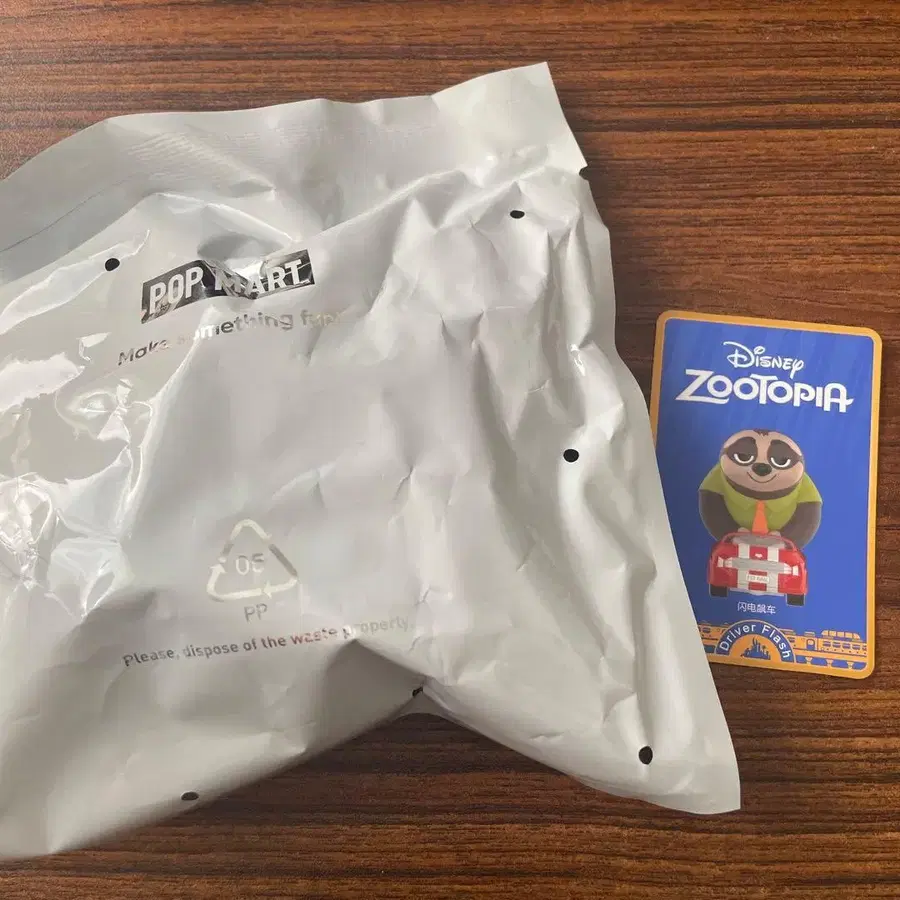 POP MART
Make something fun
05
PP
Please, dispose of the waste properly.
Disney
ZOOTOPIA
闪电飙车
Driver Flash